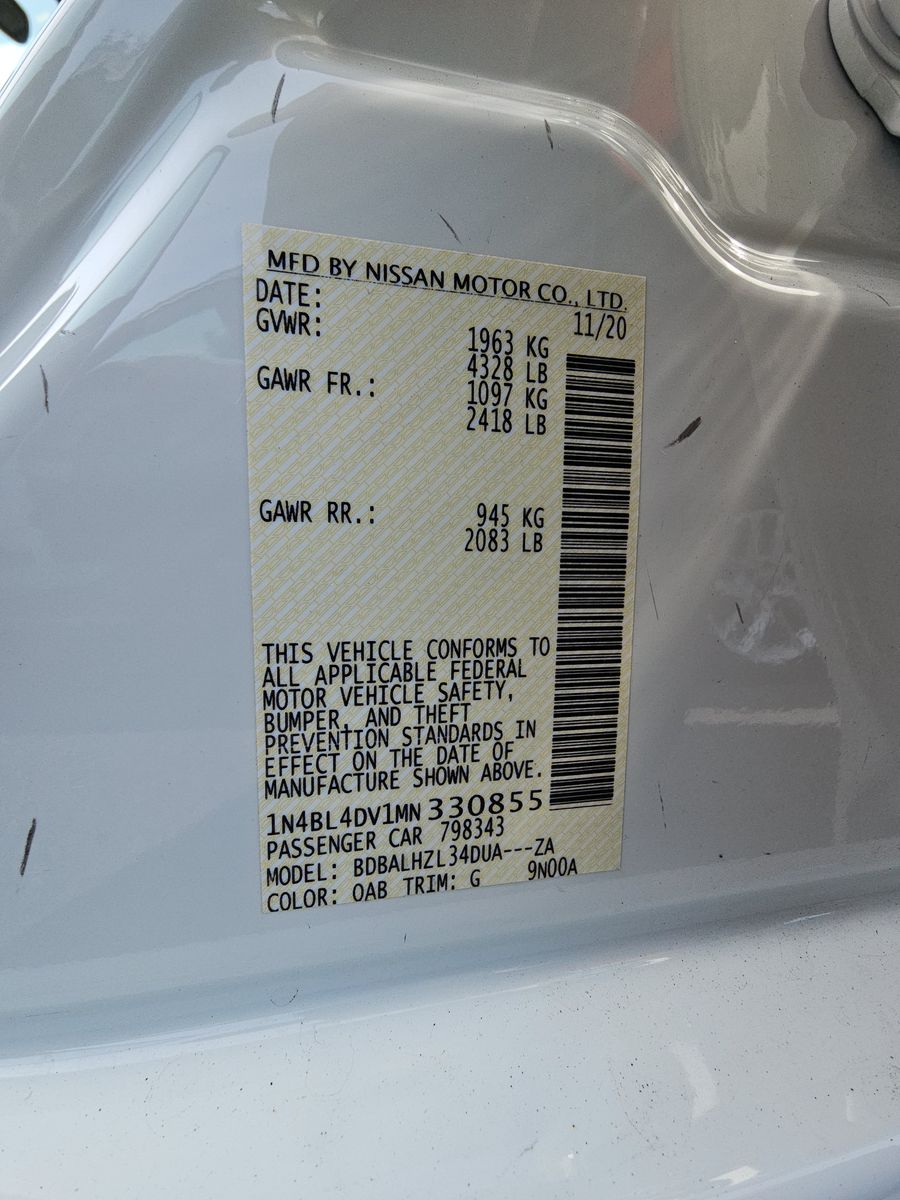 MFD BY NISSAN MOTOR CO., LTD.
DATE: 11/20
GVWR: 1963 KG
4328 LB
GAWR FR.: 1097 KG
2418 LB
GAWR RR.: 945 KG
2083 LB
THIS VEHICLE CONFORMS TO
ALL APPLICABLE FEDERAL
MOTOR VEHICLE SAFETY,
BUMPER, AND THEFT
PREVENTION STANDARDS IN
EFFECT ON THE DATE OF
MANUFACTURE SHOWN ABOVE.
1N4BL4DV1MN330855
PASSENGER CAR 798343
MODEL: BDBALHZL34DUA---ZA
COLOR: OAB TRIM: G 9N00A